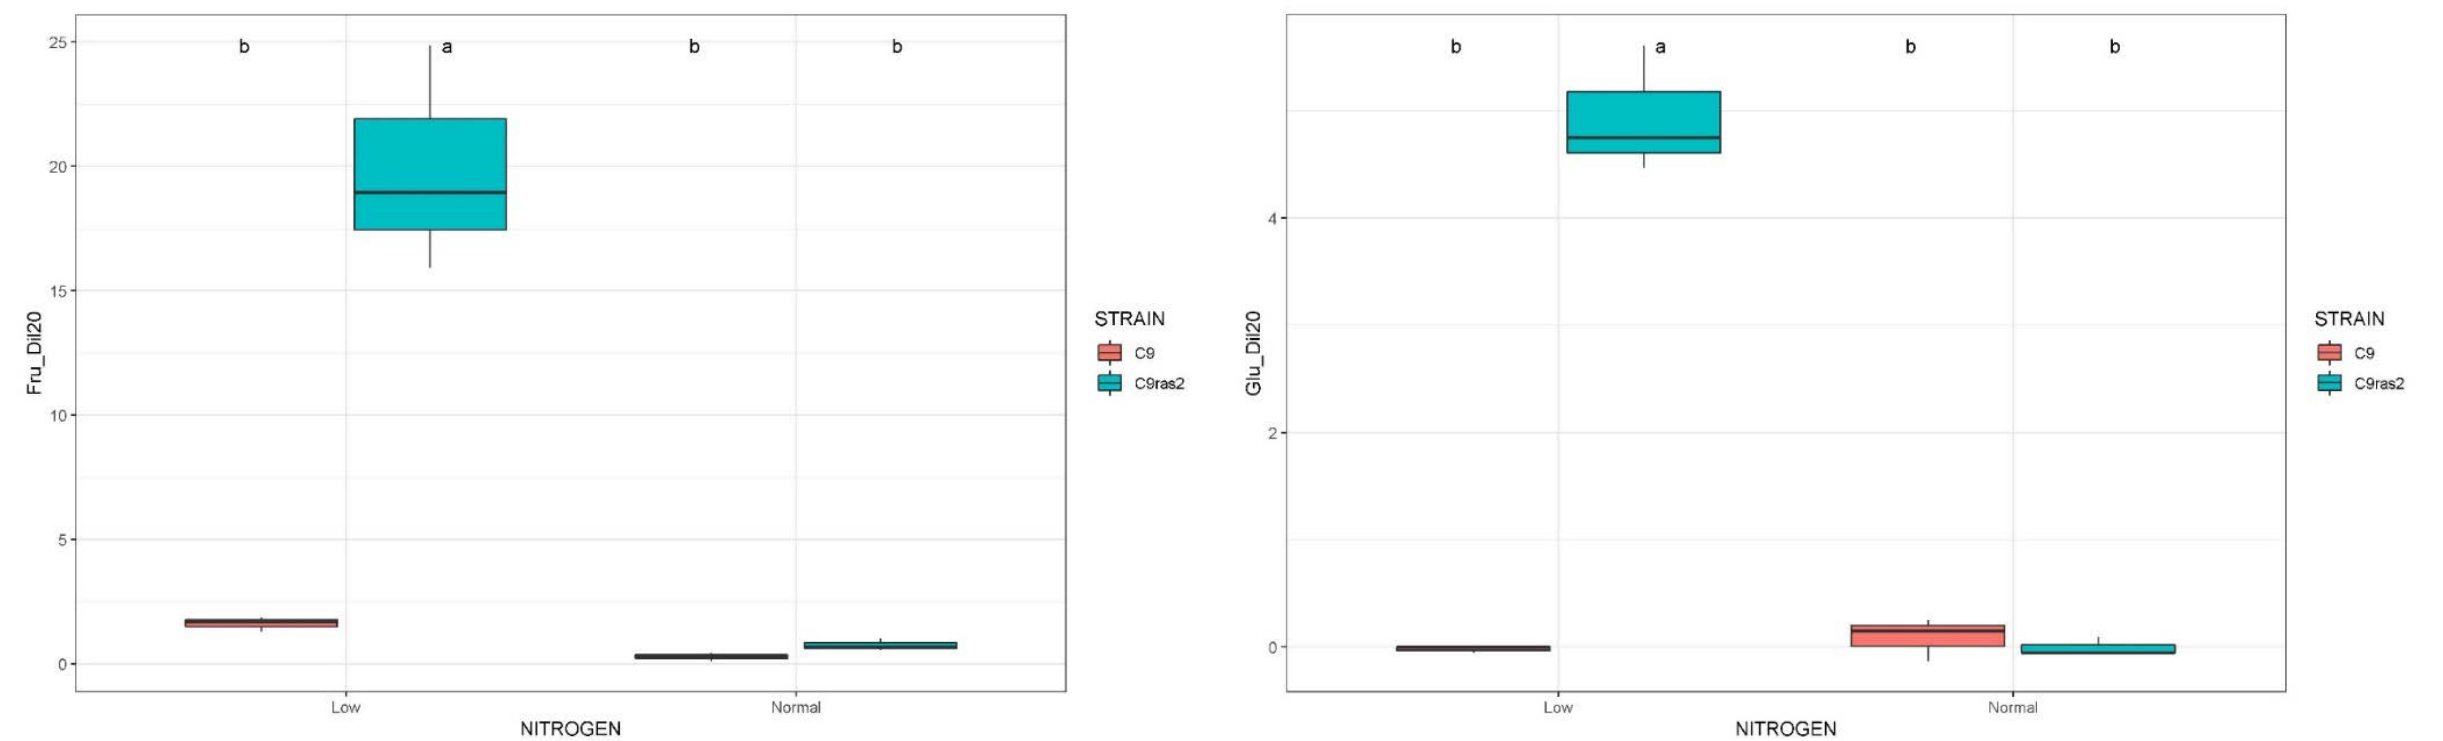 b a b b
25
20
15
10
5
0
Fru_Dil20
Low Normal
NITROGEN
STRAIN
C9
C9ras2
b a b b
4
2
0
Glu_Dil20
Low Normal
NITROGEN
STRAIN
C9
C9ras2